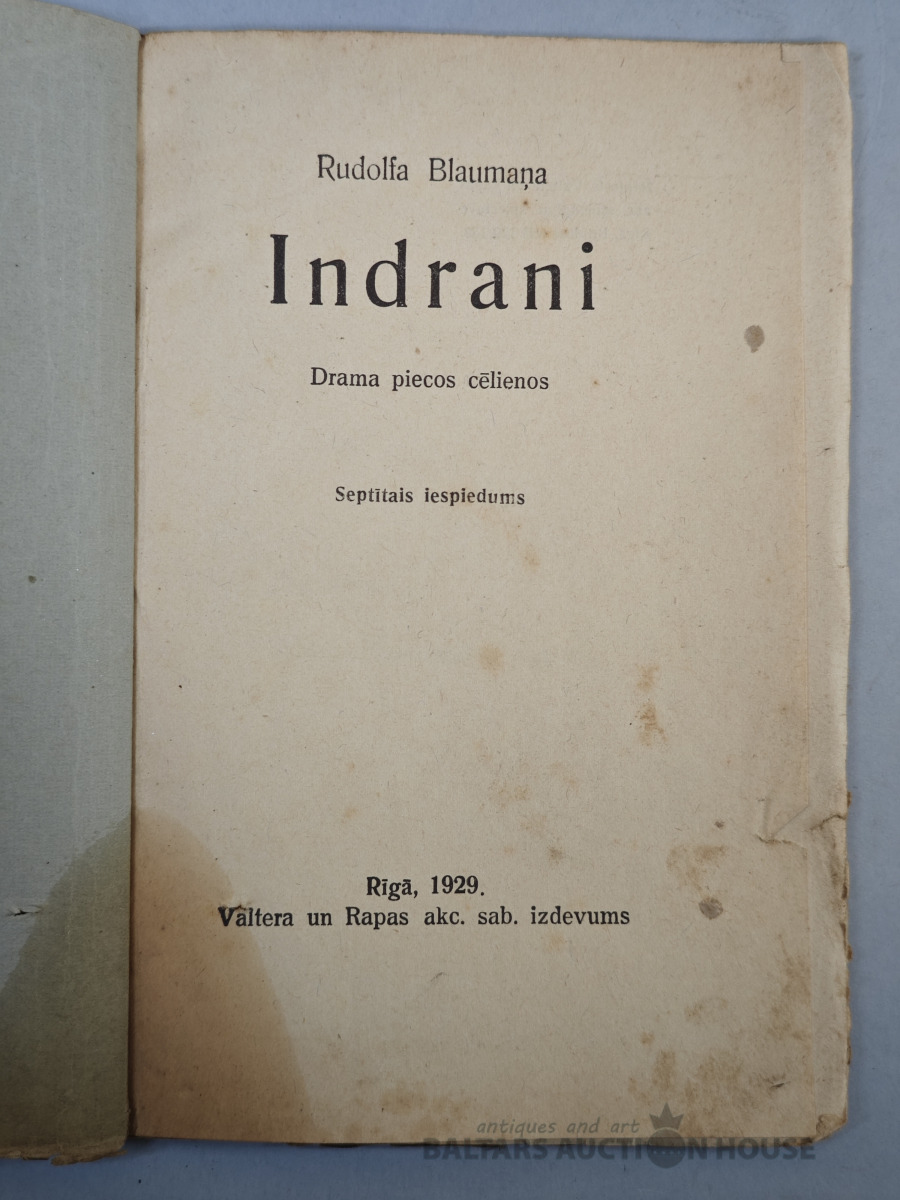 Rudolfa Blaumaņa
Indrani
Drama piecos cēlienos
Septītais iespiedums
Rīgā, 1929.
Valtera un Rapas akc. sab. izdevums
antiques and art
BALTARS AUCTION HOUSE